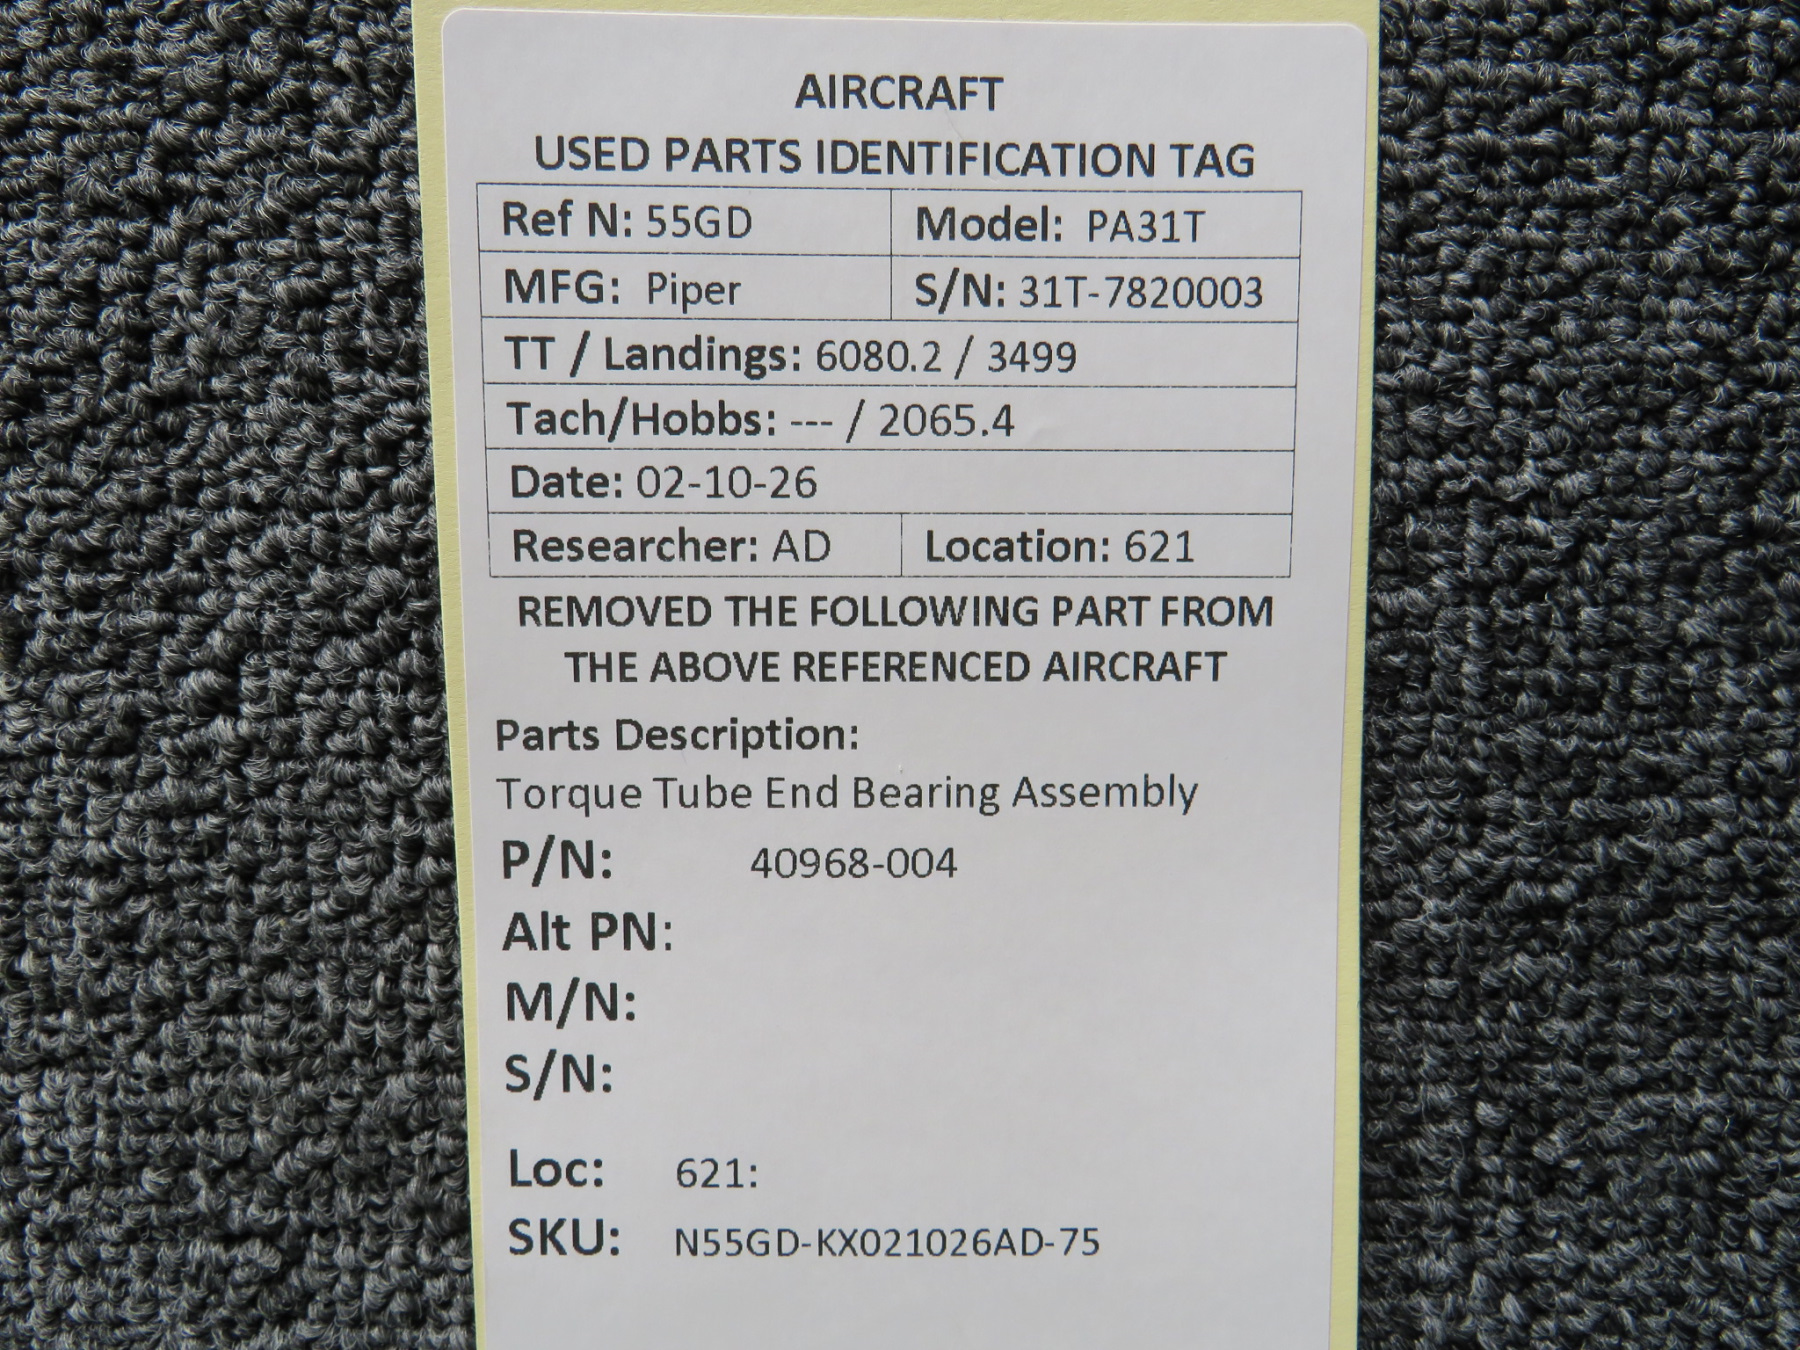 AIRCRAFT
USED PARTS IDENTIFICATION TAG
Ref N: 55GD Model: PA31T
MFG: Piper S/N: 31T-7820003
TT / Landings: 6080.2 / 3499
Tach/Hobbs: --- / 2065.4
Date: 02-10-26
Researcher: AD Location: 621
REMOVED THE FOLLOWING PART FROM
THE ABOVE REFERENCED AIRCRAFT
Parts Description:
Torque Tube End Bearing Assembly
P/N: 40968-004
Alt PN:
M/N:
S/N:
Loc: 621:
SKU: N55GD-KX021026AD-75